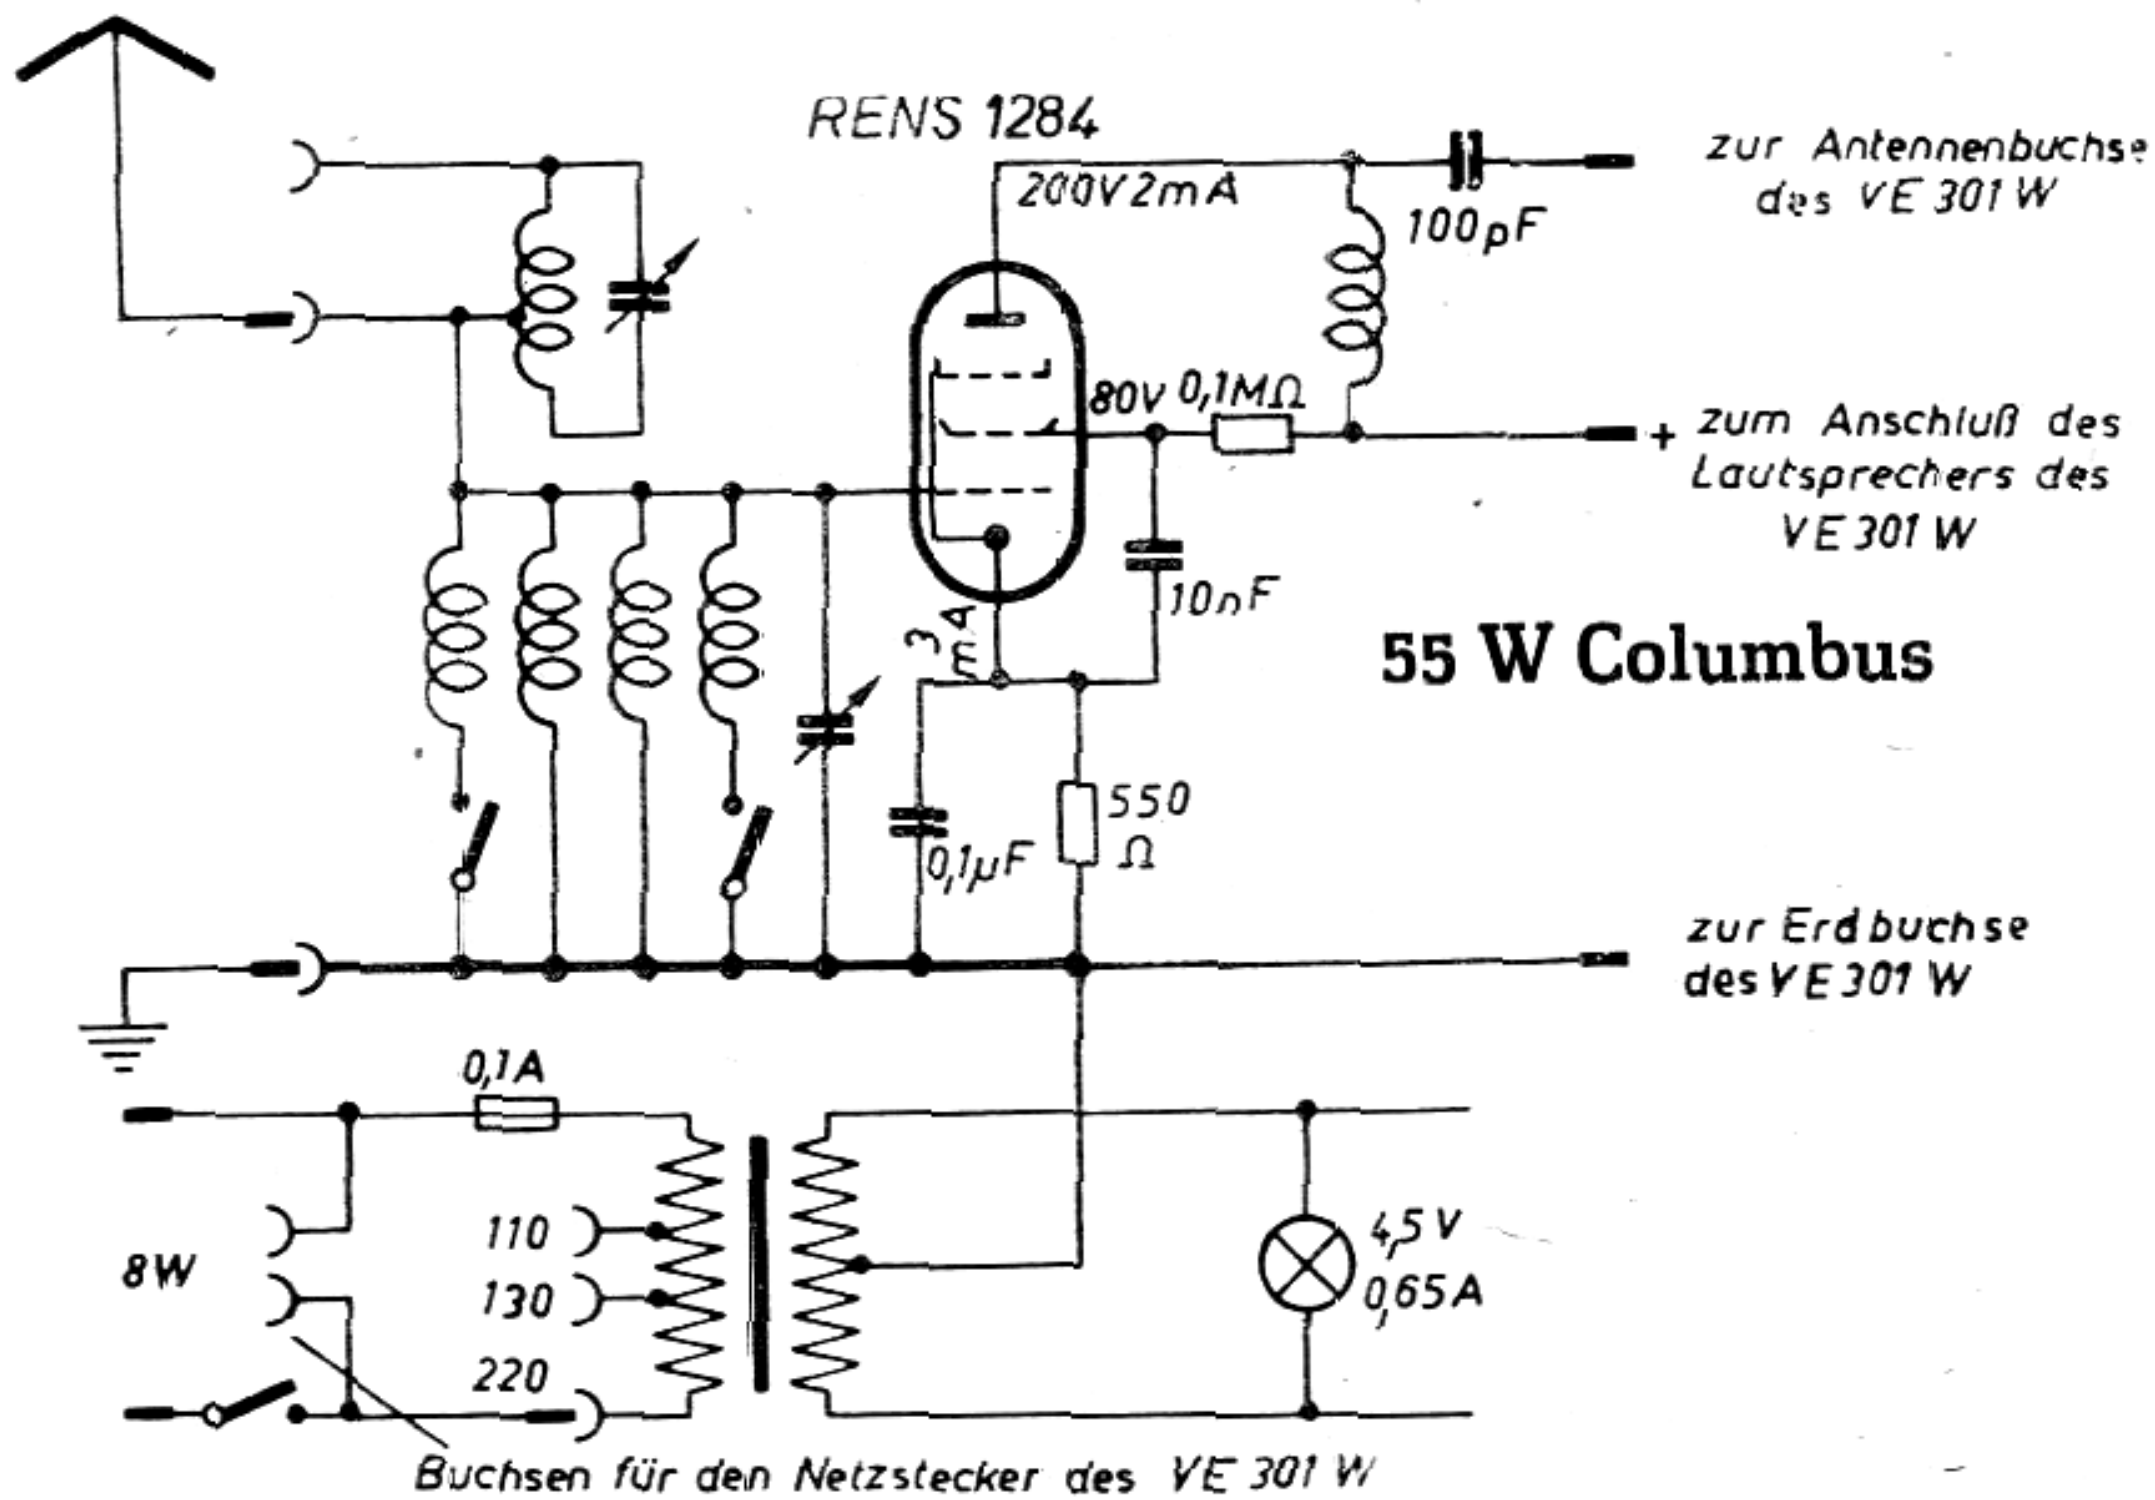 RENS 1284
200V2mA
100pF
zur Antennenbuchse
des VE 301 W
80V
0,1MΩ
+
zum Anschluß des
Lautsprechers des
VE 301 W
10nF
3
mA
55 W Columbus
550
Ω
0,1µF
zur Erdbuchse
des VE 301 W
0,1A
110
8W
130
4,5V
0,65A
220
Buchsen für den Netzstecker des VE 301 W